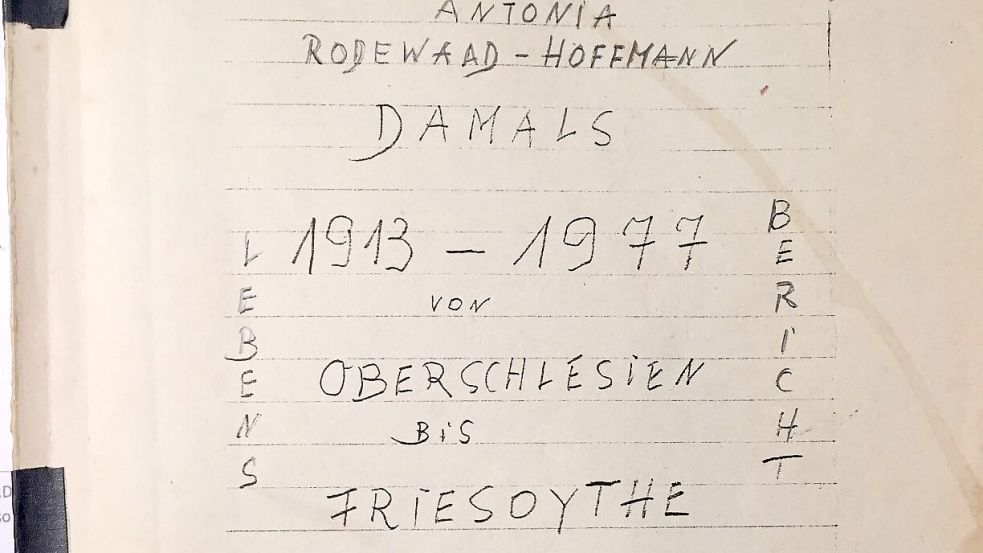 ANTONIA
RODEWAAD - HOFFMANN
DAMALS
1913 - 1977
VON
OBERSCHLESIEN
BIS
FRIESOYTHE
LEBENS
BERICHT